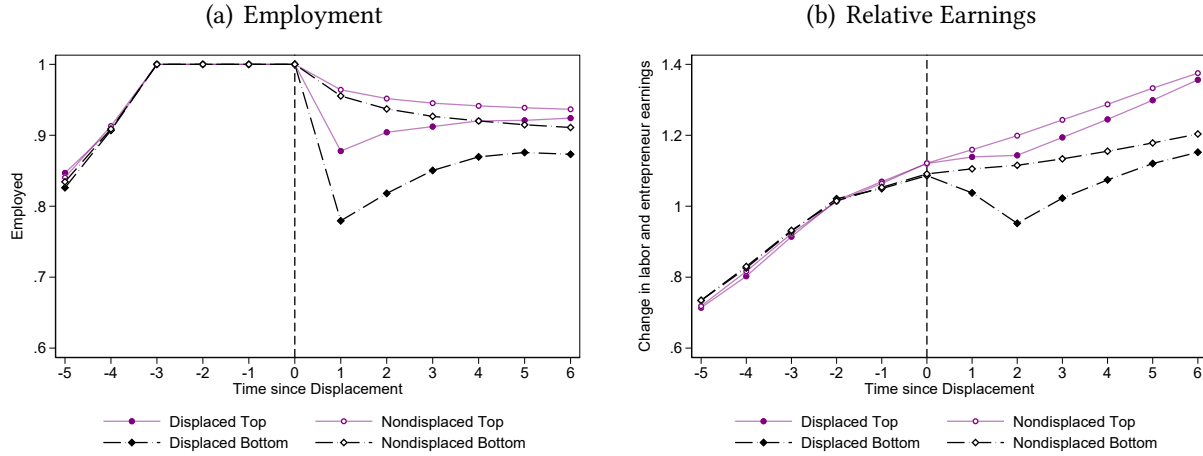 (a) Employment
1
.9
.8
.7
.6
Employed
-5 -4 -3 -2 -1 0 1 2 3 4 5 6
Time since Displacement
Displaced Top Nondisplaced Top
Displaced Bottom Nondisplaced Bottom
(b) Relative Earnings
1.4
1.2
1
.8
.6
Change in labor and entrepreneur earnings
-5 -4 -3 -2 -1 0 1 2 3 4 5 6
Time since Displacement
Displaced Top Nondisplaced Top
Displaced Bottom Nondisplaced Bottom